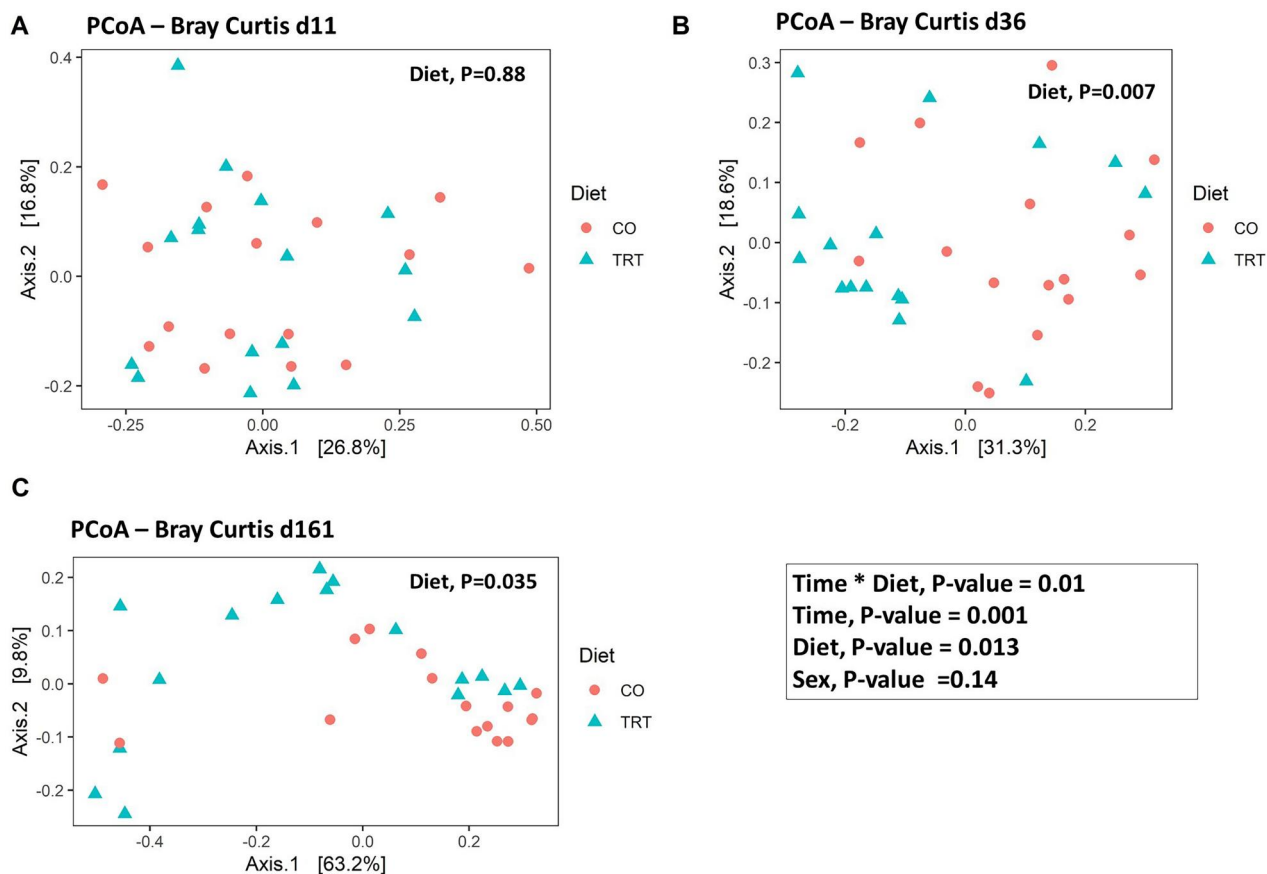 A
PCoA – Bray Curtis d11
Diet, P=0.88
0.4
0.2
0.0
-0.2
Axis.2 [16.8%]
-0.25
0.00
0.25
0.50
Axis.1 [26.8%]
Diet
CO
TRT
B
PCoA – Bray Curtis d36
Diet, P=0.007
0.3
0.2
0.1
0.0
-0.1
-0.2
Axis.2 [18.6%]
-0.2
0.0
0.2
Axis.1 [31.3%]
Diet
CO
TRT
C
PCoA – Bray Curtis d161
Diet, P=0.035
0.2
0.1
0.0
-0.1
-0.2
Axis.2 [9.8%]
-0.4
-0.2
0.0
0.2
Axis.1 [63.2%]
Diet
CO
TRT
Time * Diet, P-value = 0.01
Time, P-value = 0.001
Diet, P-value = 0.013
Sex, P-value =0.14